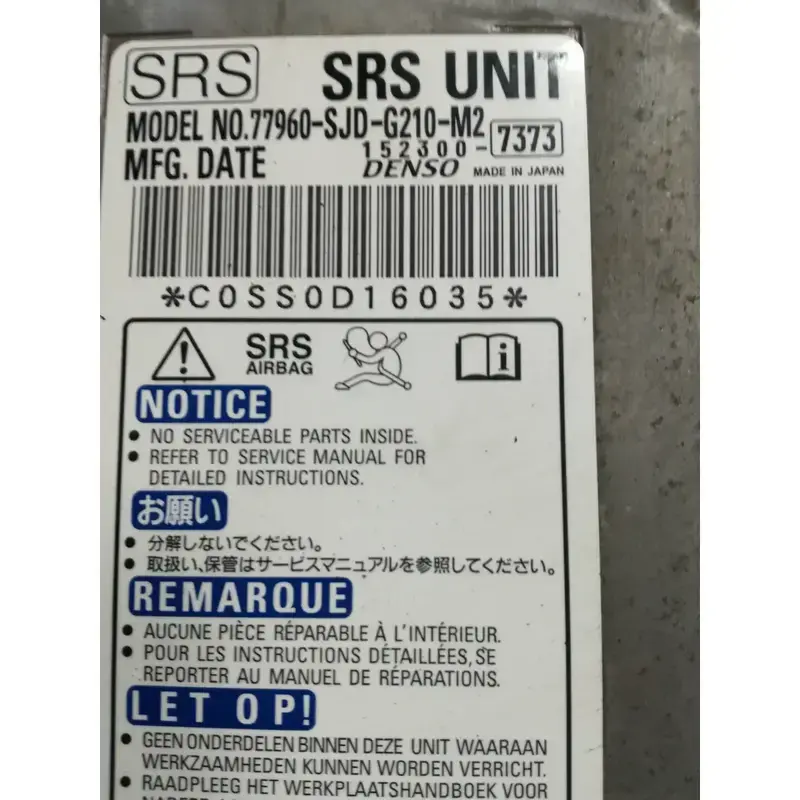 SRS SRS UNIT
MODEL NO.77960-SJD-G210-M2
152300-7373
MFG. DATE DENSO MADE IN JAPAN
*C0SS0D16035*
SRS
AIRBAG
NOTICE
• NO SERVICEABLE PARTS INSIDE.
• REFER TO SERVICE MANUAL FOR
DETAILED INSTRUCTIONS.
お願い
• 分解しないでください。
• 取扱い、保管はサービスマニュアルを参照してください。
REMARQUE
• AUCUNE PIÈCE RÉPARABLE À L'INTÉRIEUR.
• POUR LES INSTRUCTIONS DÉTAILLÉES, SE
REPORTER AU MANUEL DE RÉPARATIONS.
LET OP!
• GEEN ONDERDELEN BINNEN DEZE UNIT WAARAAN
WERKZAAMHEDEN KUNNEN WORDEN VERRICHT.
• RAADPLEEG HET WERKPLAATSHANDBOEK VOOR